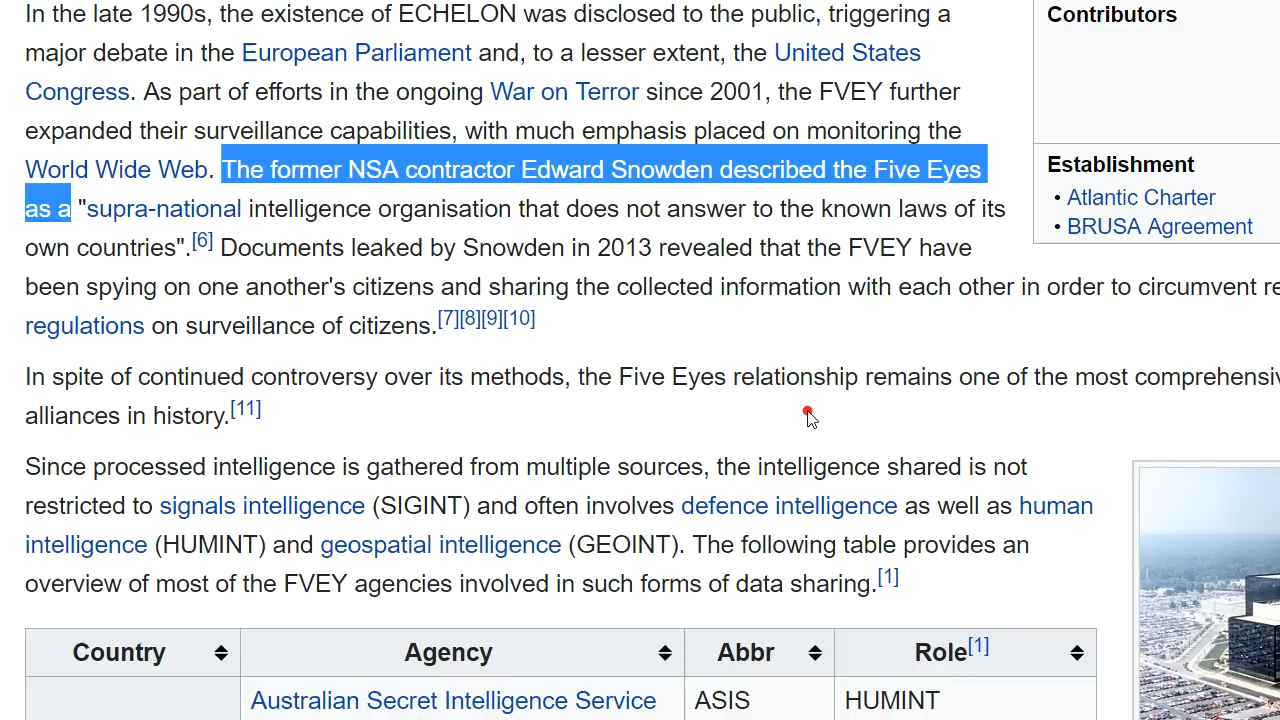 In the late 1990s, the existence of ECHELON was disclosed to the public, triggering a
major debate in the European Parliament and, to a lesser extent, the United States
Congress. As part of efforts in the ongoing War on Terror since 2001, the FVEY further
expanded their surveillance capabilities, with much emphasis placed on monitoring the
World Wide Web. The former NSA contractor Edward Snowden described the Five Eyes
as a "supra-national intelligence organisation that does not answer to the known laws of its
own countries".[6] Documents leaked by Snowden in 2013 revealed that the FVEY have
been spying on one another's citizens and sharing the collected information with each other in order to circumvent
regulations on surveillance of citizens.[7][8][9][10]
In spite of continued controversy over its methods, the Five Eyes relationship remains one of the most
alliances in history.[11]
Since processed intelligence is gathered from multiple sources, the intelligence shared is not
restricted to signals intelligence (SIGINT) and often involves defence intelligence as well as human
intelligence (HUMINT) and geospatial intelligence (GEOINT). The following table provides an
overview of most of the FVEY agencies involved in such forms of data sharing.[1]
Country Agency Abbr Role[1]
Australian Secret Intelligence Service ASIS HUMINT
Contributors
Establishment
• Atlantic Charter
• BRUSA Agreement